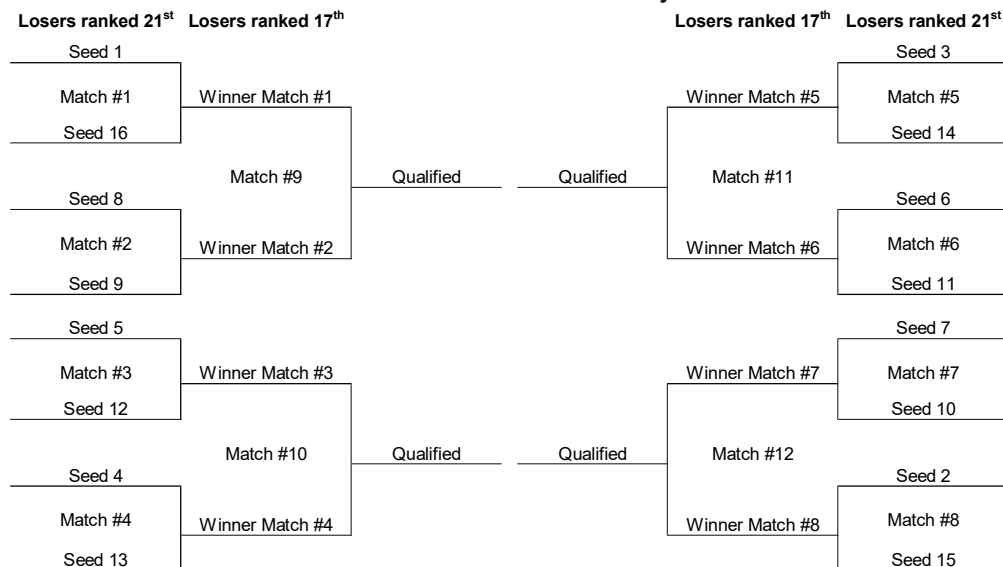 Losers ranked 21st Losers ranked 17th Losers ranked 17th Losers ranked 21st
Seed 1 Seed 3
Match #1 Winner Match #1 Winner Match #5 Match #5
Seed 16 Seed 14
Match #9 Qualified Qualified Match #11
Seed 8 Seed 6
Match #2 Winner Match #2 Winner Match #6 Match #6
Seed 9 Seed 11
Seed 5 Seed 7
Match #3 Winner Match #3 Winner Match #7 Match #7
Seed 12 Seed 10
Match #10 Qualified Qualified Match #12
Seed 4 Seed 2
Match #4 Winner Match #4 Winner Match #8 Match #8
Seed 13 Seed 15